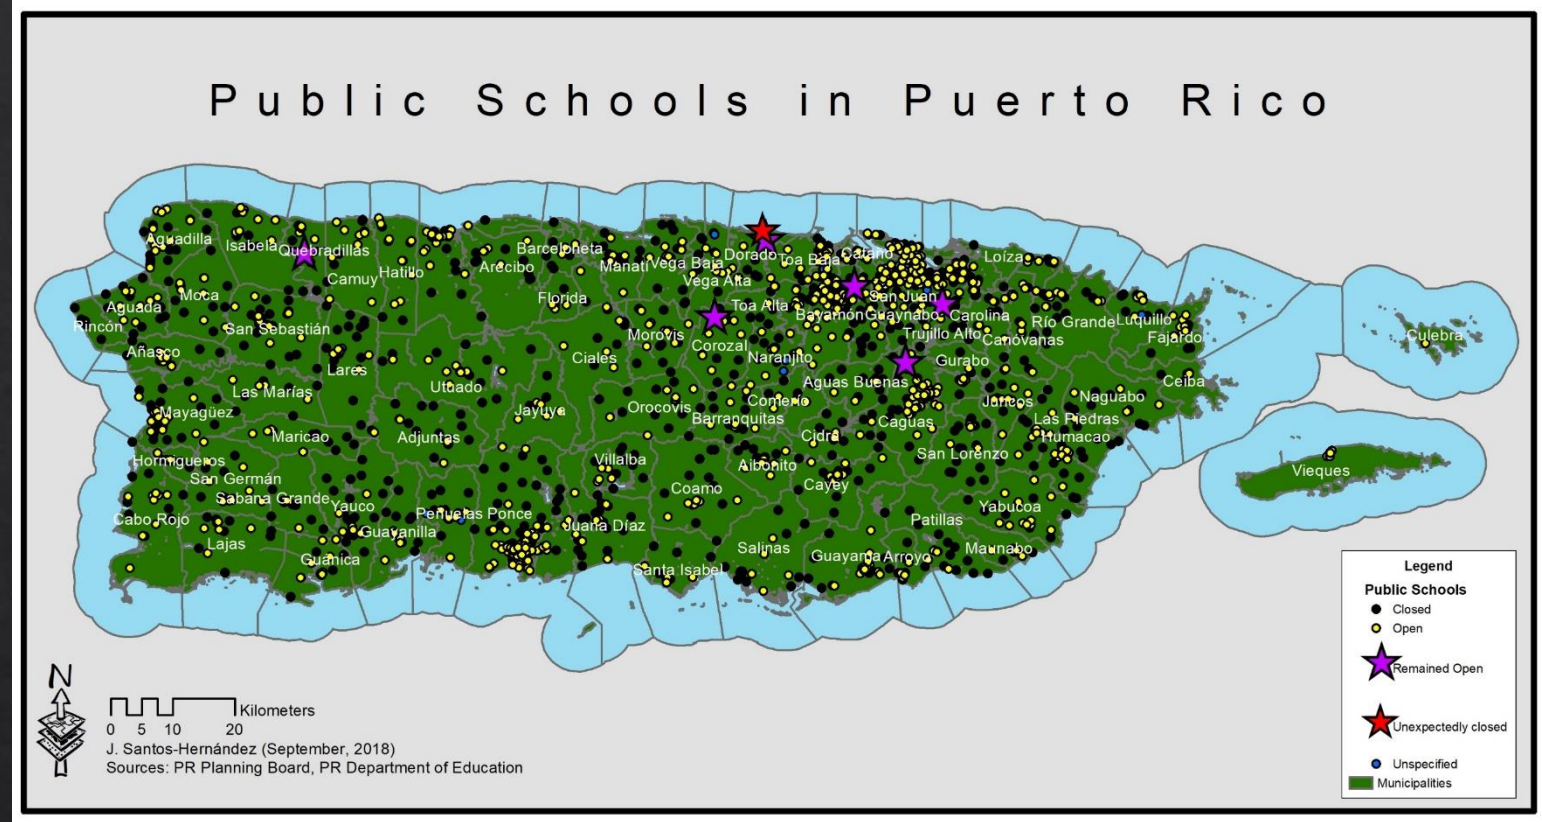 Public Schools in Puerto Rico
Aguadilla
Isabela
Quebradillas
Camuy
Hatillo
Arecibo
Barceloneta
Manatí
Vega Baja
Vega Alta
Dorado
Toa Baja
Cataño
Loíza
Moca
Aguada
Rincón
San Sebastián
Florida
Toa Alta
Bayamón
San Juan
Guaynabo
Carolina
Trujillo Alto
Canóvanas
Río Grande
Luquillo
Fajardo
Culebra
Añasco
Lares
Utuado
Ciales
Morovis
Corozal
Naranjito
Aguas Buenas
Gurabo
Ceiba
Las Marías
Mayagüez
Maricao
Adjuntas
Jayuya
Orocovis
Barranquitas
Comerío
Cidra
Caguas
Juncos
Naguabo
Las Piedras
Humacao
Hormigueros
San Germán
Sabana Grande
Yauco
Villalba
Coamo
Aibonito
Cayey
San Lorenzo
Vieques
Cabo Rojo
Lajas
Guánica
Guayanilla
Peñuelas
Ponce
Juana Díaz
Santa Isabel
Salinas
Guayama
Arroyo
Patillas
Yabucoa
Maunabo
Legend
Public Schools
Closed
Open
Remained Open
Unexpectedly closed
Unspecified
Municipalities
N
Kilometers
0 5 10 20
J. Santos-Hernández (September, 2018)
Sources: PR Planning Board, PR Department of Education